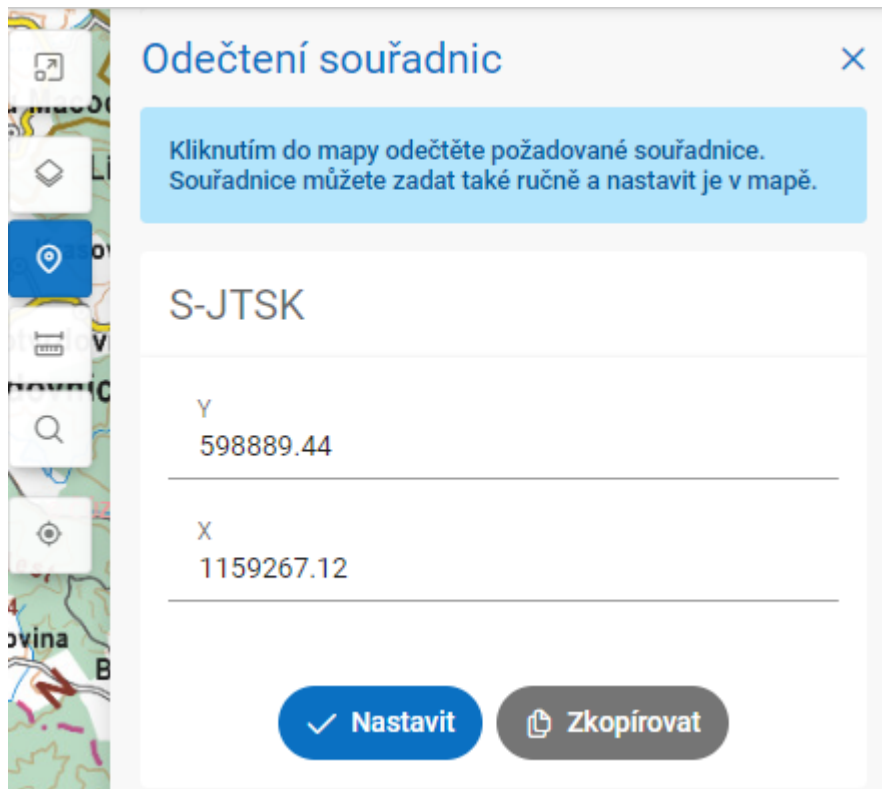 Odečtení souřadnic
Kliknutím do mapy odečtěte požadované souřadnice.
Souřadnice můžete zadat také ručně a nastavit je v mapě.
S-JTSK
Y
598889.44
X
1159267.12
Nastavit
Zkopírovat
ovina
B